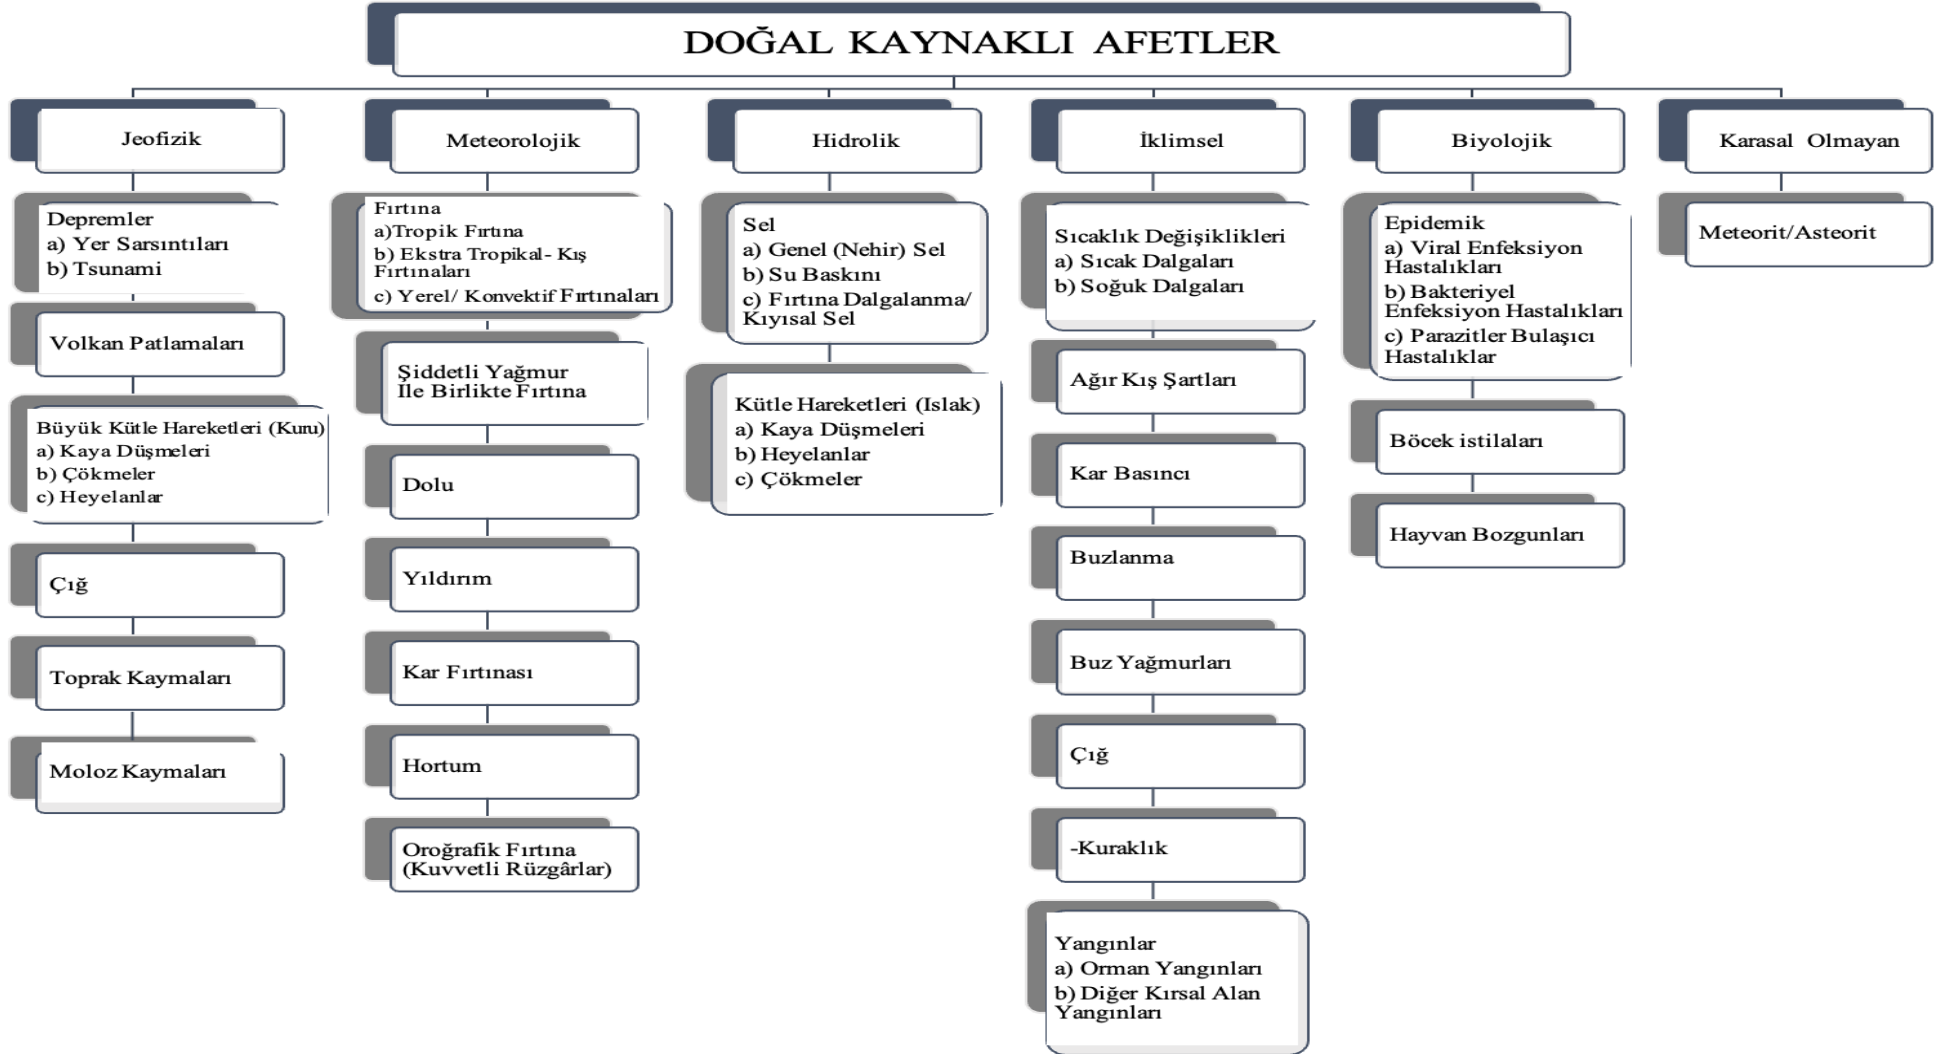 DOĞAL KAYNAKLI AFETLER
Jeofizik
Depremler
a) Yer Sarsıntıları
b) Tsunami
Volkan Patlamaları
Büyük Kütle Hareketleri (Kuru)
a) Kaya Düşmeleri
b) Çökmeler
c) Heyelanlar
Çığ
Toprak Kaymaları
Moloz Kaymaları
Meteorolojik
Fırtına
a)Tropik Fırtına
b) Ekstra Tropikal- Kış
Fırtınaları
c) Yerel/ Konvektif Fırtınaları
Şiddetli Yağmur
İle Birlikte Fırtına
Dolu
Yıldırım
Kar Fırtınası
Hortum
Oroğrafik Fırtına
(Kuvvetli Rüzgârlar)
Hidrolik
Sel
a) Genel (Nehir) Sel
b) Su Baskını
c) Fırtına Dalgalanma/
Kıyısal Sel
Kütle Hareketleri (Islak)
a) Kaya Düşmeleri
b) Heyelanlar
c) Çökmeler
İklimsel
Sıcaklık Değişiklikleri
a) Sıcak Dalgaları
b) Soğuk Dalgaları
Ağır Kış Şartları
Kar Basıncı
Buzlanma
Buz Yağmurları
Çığ
-Kuraklık
Yangınlar
a) Orman Yangınları
b) Diğer Kırsal Alan
Yangınları
Biyolojik
Epidemik
a) Viral Enfeksiyon
Hastalıkları
b) Bakteriyel
Enfeksiyon Hastalıkları
c) Parazitler Bulaşıcı
Hastalıklar
Böcek istilaları
Hayvan Bozgunları
Karasal Olmayan
Meteorit/Asteorit